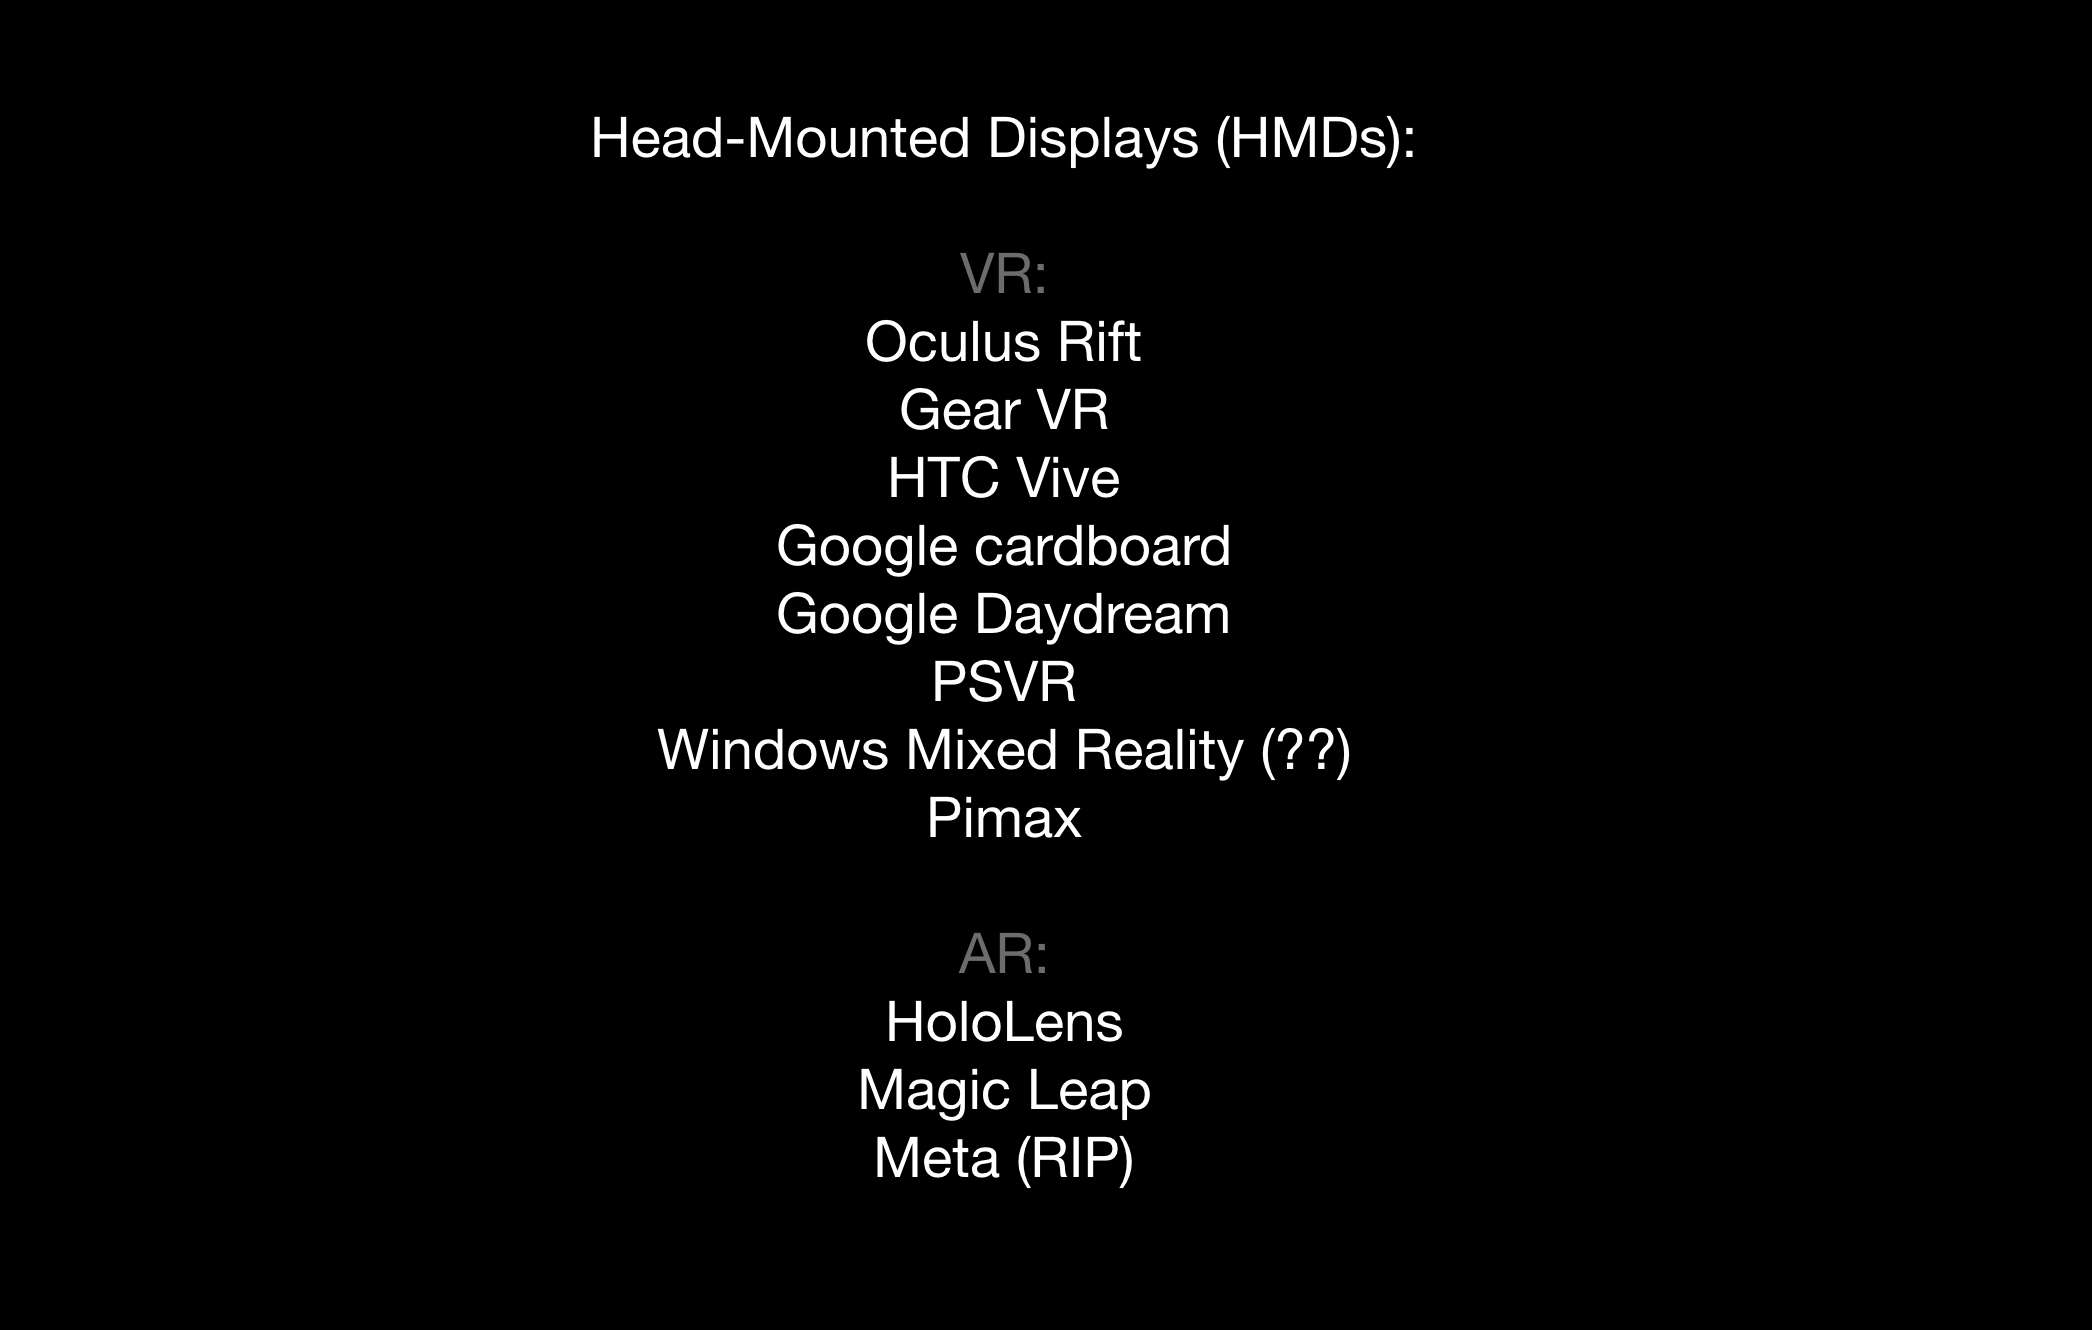 Head-Mounted Displays (HMDs):
VR:
Oculus Rift
Gear VR
HTC Vive
Google cardboard
Google Daydream
PSVR
Windows Mixed Reality (??)
Pimax
AR:
HoloLens
Magic Leap
Meta (RIP)